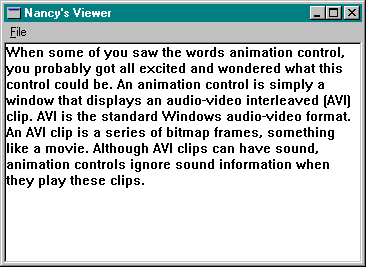 Nancy's Viewer
File
When some of you saw the words animation control,
you probably got all excited and wondered what this
control could be. An animation control is simply a
window that displays an audio-video interleaved (AVI)
clip. AVI is the standard Windows audio-video format.
An AVI clip is a series of bitmap frames, something
like a movie. Although AVI clips can have sound,
animation controls ignore sound information when
they play these clips.